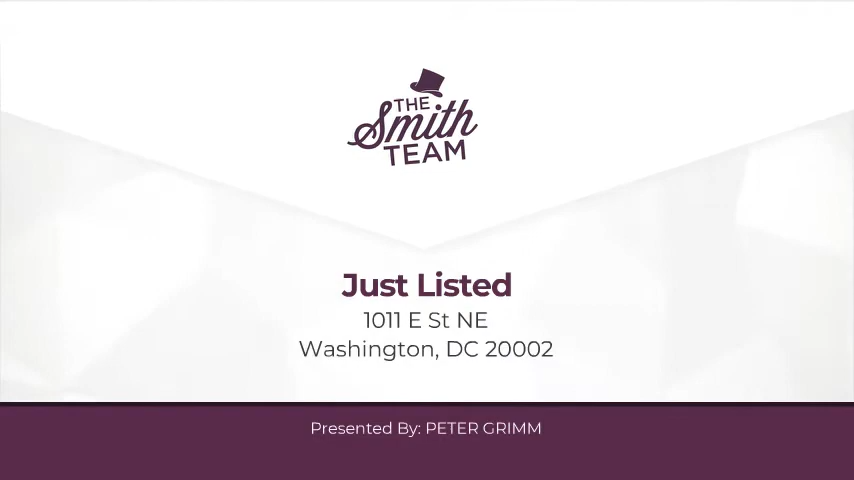 THE
Smith
TEAM
Just Listed
1011 E St NE
Washington, DC 20002
Presented By: PETER GRIMM